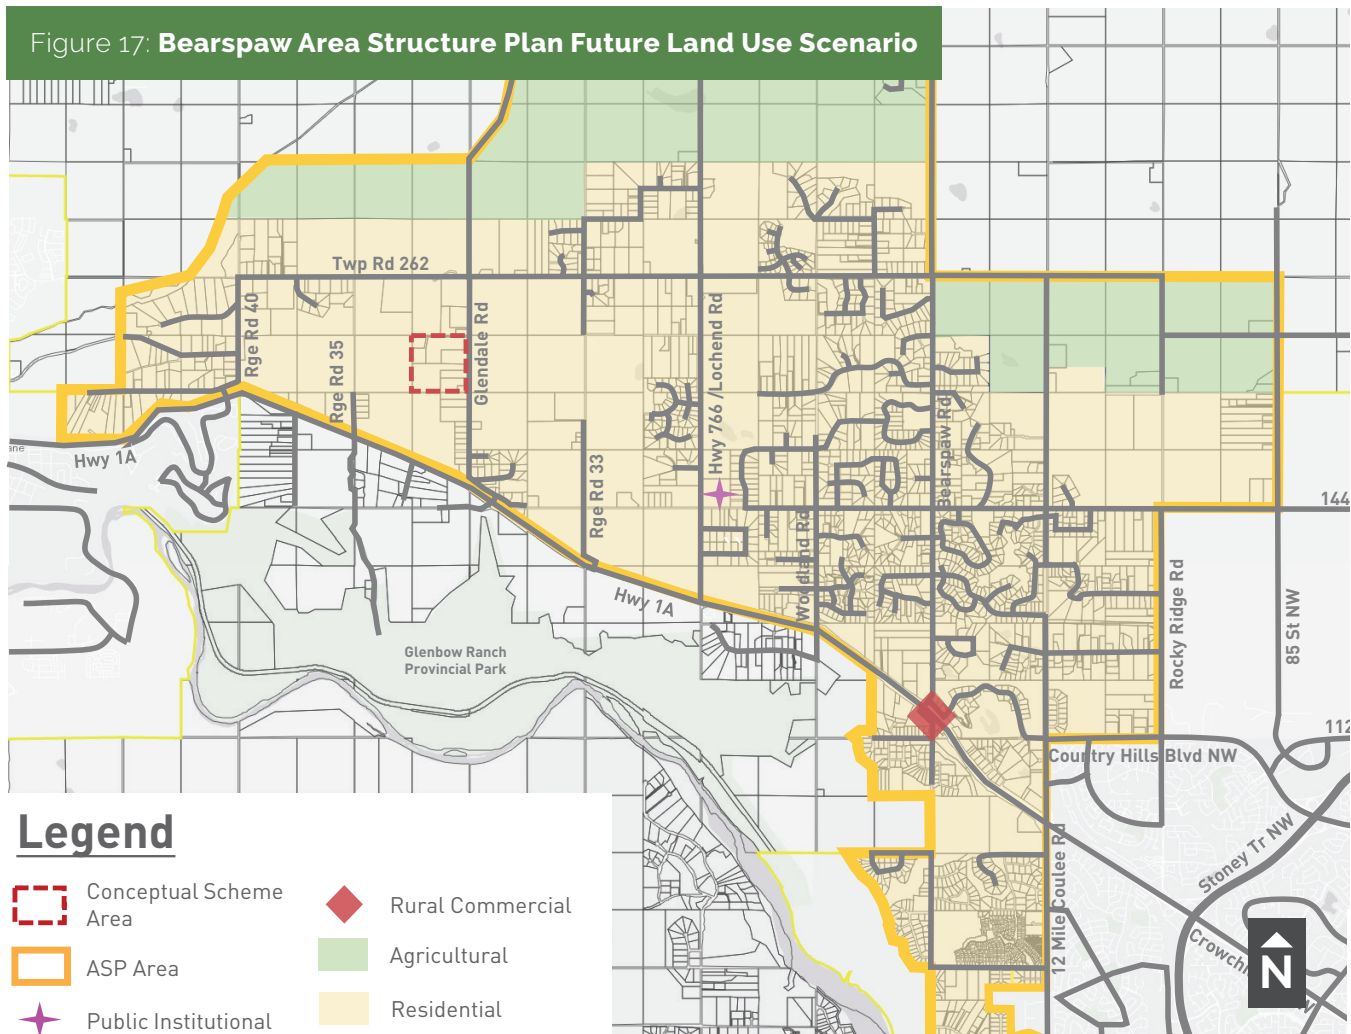 Figure 17: Bearspaw Area Structure Plan Future Land Use Scenario
Twp Rd 262
Rge Rd 40
Rge Rd 35
Glendale Rd
Hwy 766 /Lochend Rd
Bearspaw Rd
Rge Rd 33
Hwy 1A
144
Woodland Rd
Hwy 1A
Rocky Ridge Rd
85 St NW
Glenbow Ranch
Provincial Park
112
Country Hills Blvd NW
12 Mile Coulee Rd
Stoney Tr NW
N
Legend
Conceptual Scheme
Area
ASP Area
Public Institutional
Rural Commercial
Agricultural
Residential